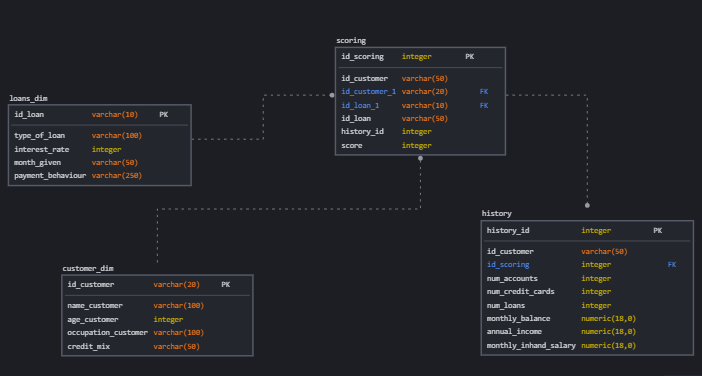 scoring
id_scoring integer PK
id_customer varchar(50)
id_customer_1 varchar(20) FK
id_loan_1 varchar(10) FK
id_loan varchar(50)
history_id integer
score integer
loans_dim
id_loan varchar(10) PK
type_of_loan varchar(100)
interest_rate integer
month_given varchar(50)
payment_behaviour varchar(250)
customer_dim
id_customer varchar(20) PK
name_customer varchar(100)
age_customer integer
occupation_customer varchar(100)
credit_mix varchar(50)
history
history_id integer PK
id_customer varchar(50)
id_scoring integer FK
num_accounts integer
num_credit_cards integer
num_loans integer
monthly_balance numeric(18,0)
annual_income numeric(18,0)
monthly_inhand_salary numeric(18,0)